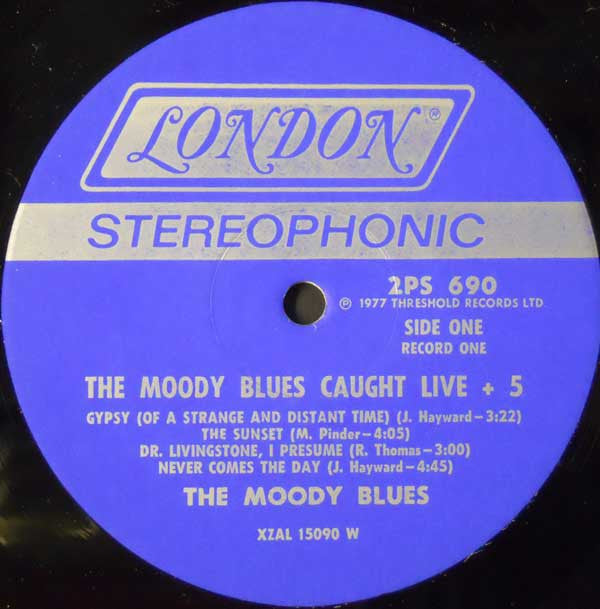 LONDON®
STEREOPHONIC
2PS 690
℗ 1977 THRESHOLD RECORDS LTD
SIDE ONE
RECORD ONE
THE MOODY BLUES CAUGHT LIVE + 5
GYPSY (OF A STRANGE AND DISTANT TIME) (J. Hayward–3:22)
THE SUNSET (M. Pinder–4:05)
DR. LIVINGSTONE, I PRESUME (R. Thomas–3:00)
NEVER COMES THE DAY (J. Hayward–4:45)
THE MOODY BLUES
XZAL 15090 W